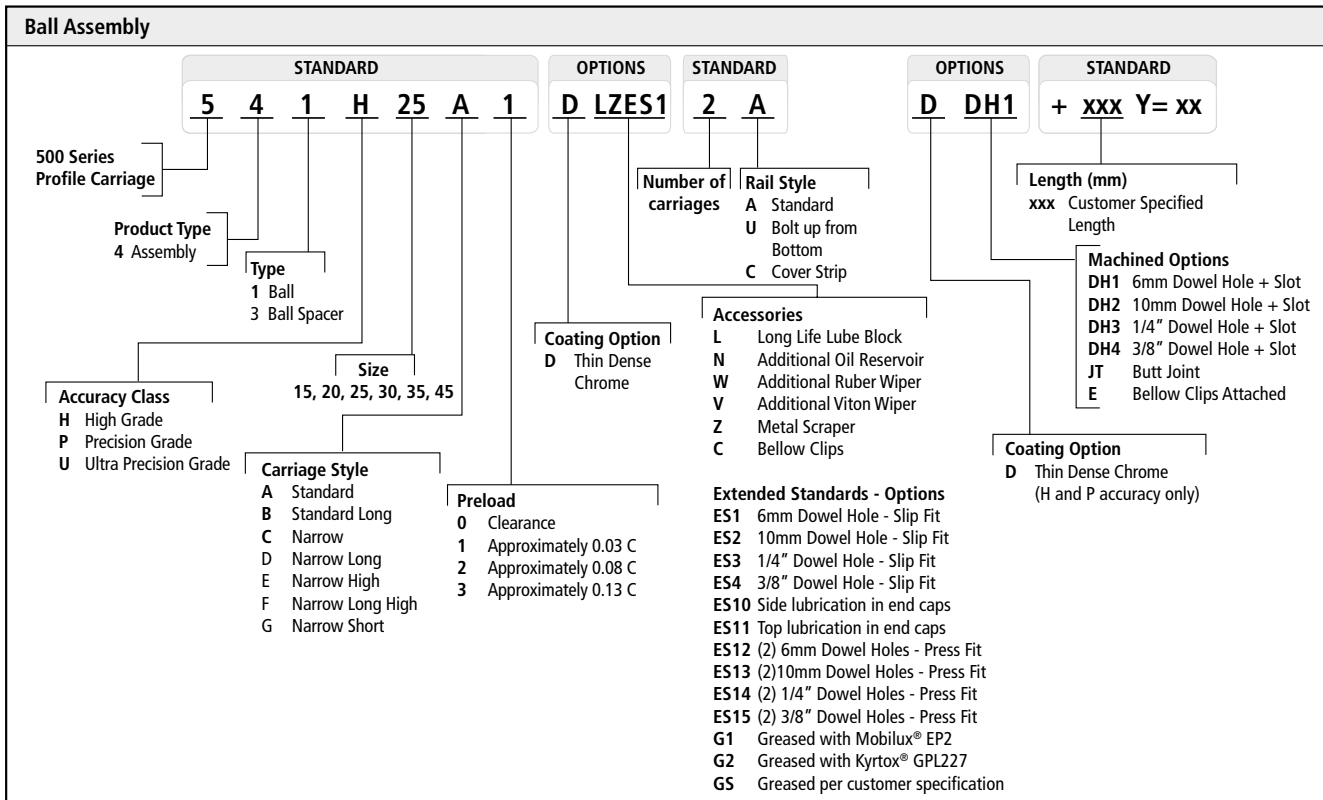 Ball Assembly
STANDARD
OPTIONS
STANDARD
OPTIONS
STANDARD
5 4 1 H 25 A 1
D LZES1
2 A
D DH1
+ xxx Y= xx
500 Series
Profile Carriage
Product Type
4 Assembly
Type
1 Ball
3 Ball Spacer
Accuracy Class
H High Grade
P Precision Grade
U Ultra Precision Grade
Size
15, 20, 25, 30, 35, 45
Carriage Style
A Standard
B Standard Long
C Narrow
D Narrow Long
E Narrow High
F Narrow Long High
G Narrow Short
Preload
0 Clearance
1 Approximately 0.03 C
2 Approximately 0.08 C
3 Approximately 0.13 C
Coating Option
D Thin Dense
Chrome
Number of
carriages
Rail Style
A Standard
U Bolt up from
Bottom
C Cover Strip
Accessories
L Long Life Lube Block
N Additional Oil Reservoir
W Additional Ruber Wiper
V Additional Viton Wiper
Z Metal Scraper
C Bellow Clips
Extended Standards - Options
ES1 6mm Dowel Hole - Slip Fit
ES2 10mm Dowel Hole - Slip Fit
ES3 1/4” Dowel Hole - Slip Fit
ES4 3/8” Dowel Hole - Slip Fit
ES10 Side lubrication in end caps
ES11 Top lubrication in end caps
ES12 (2) 6mm Dowel Holes - Press Fit
ES13 (2)10mm Dowel Holes - Press Fit
ES14 (2) 1/4” Dowel Holes - Press Fit
ES15 (2) 3/8” Dowel Holes - Press Fit
G1 Greased with Mobilux® EP2
G2 Greased with Kyrtox® GPL227
GS Greased per customer specification
Length (mm)
xxx Customer Specified
Length
Machined Options
DH1 6mm Dowel Hole + Slot
DH2 10mm Dowel Hole + Slot
DH3 1/4” Dowel Hole + Slot
DH4 3/8” Dowel Hole + Slot
JT Butt Joint
E Bellow Clips Attached
Coating Option
D Thin Dense Chrome
(H and P accuracy only)